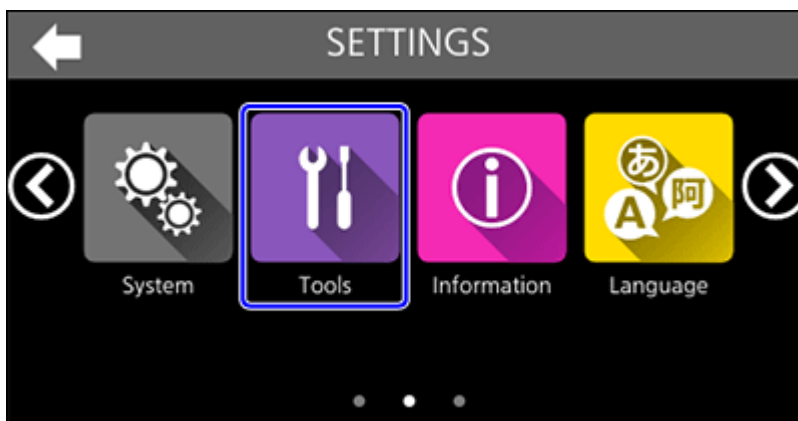 SETTINGS
i
あ
A 阿
System Tools Information Language